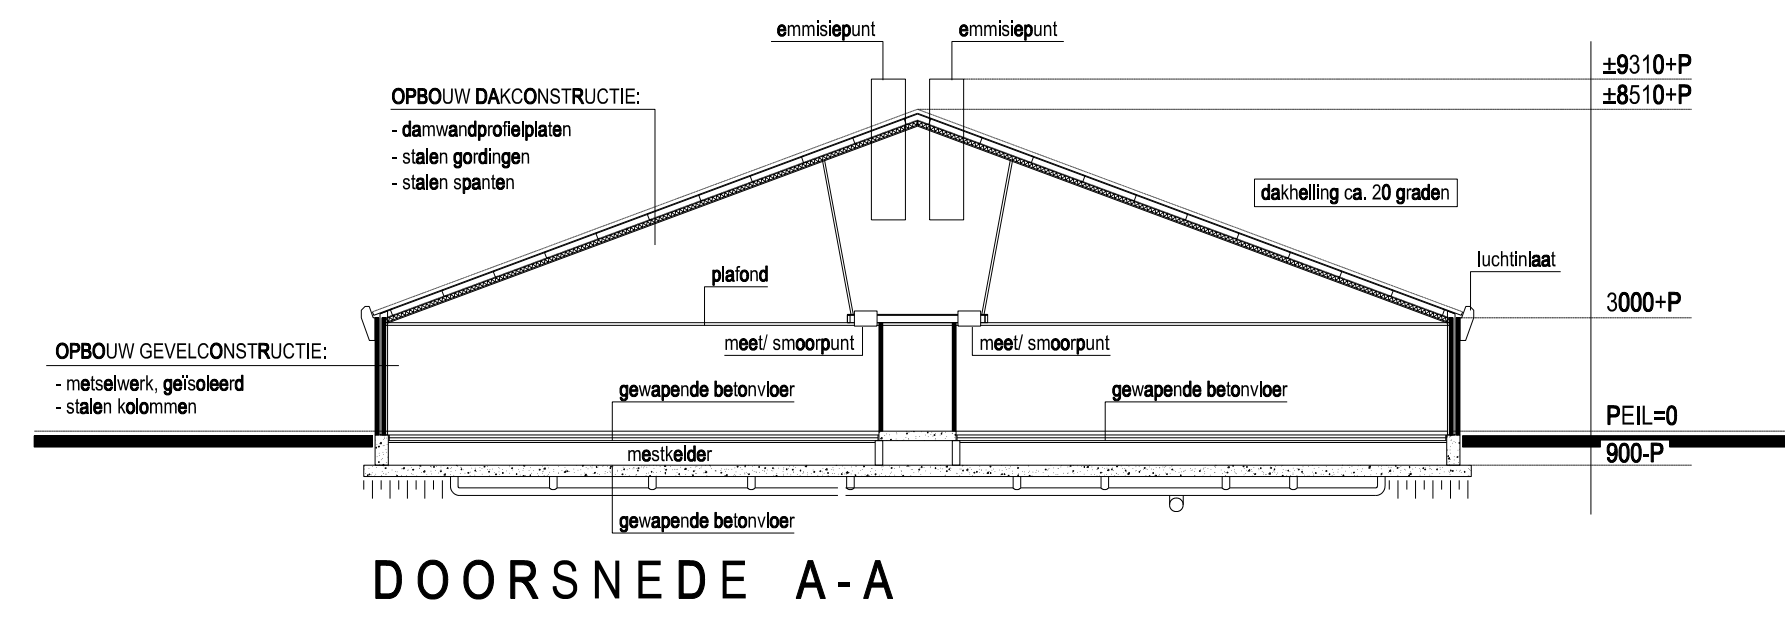 emmisiepunt
emmisiepunt
±9310+P
±8510+P
OPBOUW DAKCONSTRUCTIE:
- damwandprofielplaten
- stalen gordingen
- stalen spanten
dakhelling ca. 20 graden
luchtinlaat
plafond
3000+P
meet/ smoorpunt
meet/ smoorpunt
OPBOUW GEVELCONSTRUCTIE:
- metselwerk, geïsoleerd
- stalen kolommen
gewapende betonvloer
gewapende betonvloer
PEIL=0
mestkelder
900-P
gewapende betonvloer
DOORSNEDE A-A